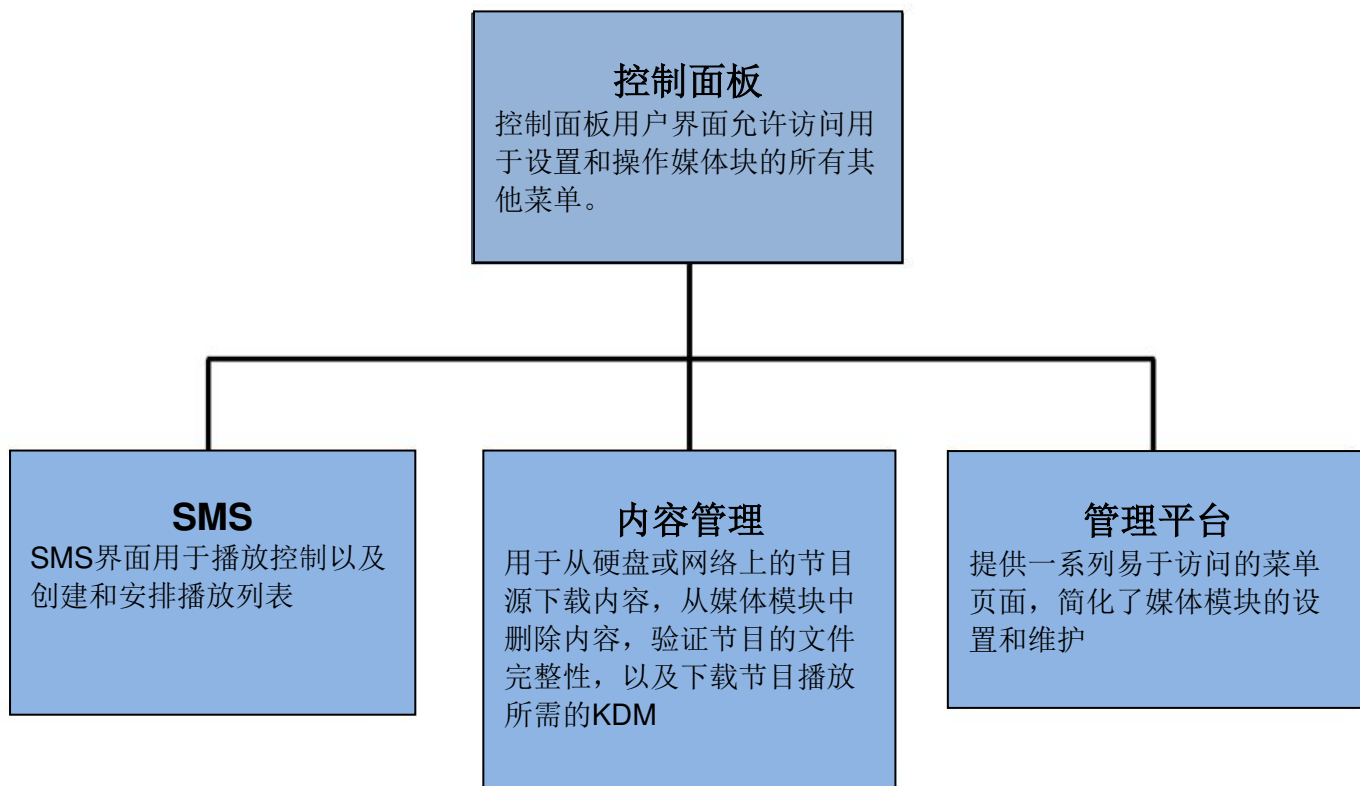 控制面板
控制面板用户界面允许访问用
于设置和操作媒体块的所有其
他菜单。
SMS
SMS界面用于播放控制以及
创建和安排播放列表
内容管理
用于从硬盘或网络上的节目
源下载内容，从媒体模块中
删除内容，验证节目的文件
完整性，以及下载节目播放
所需的KDM
管理平台
提供一系列易于访问的菜单
页面，简化了媒体模块的设
置和维护